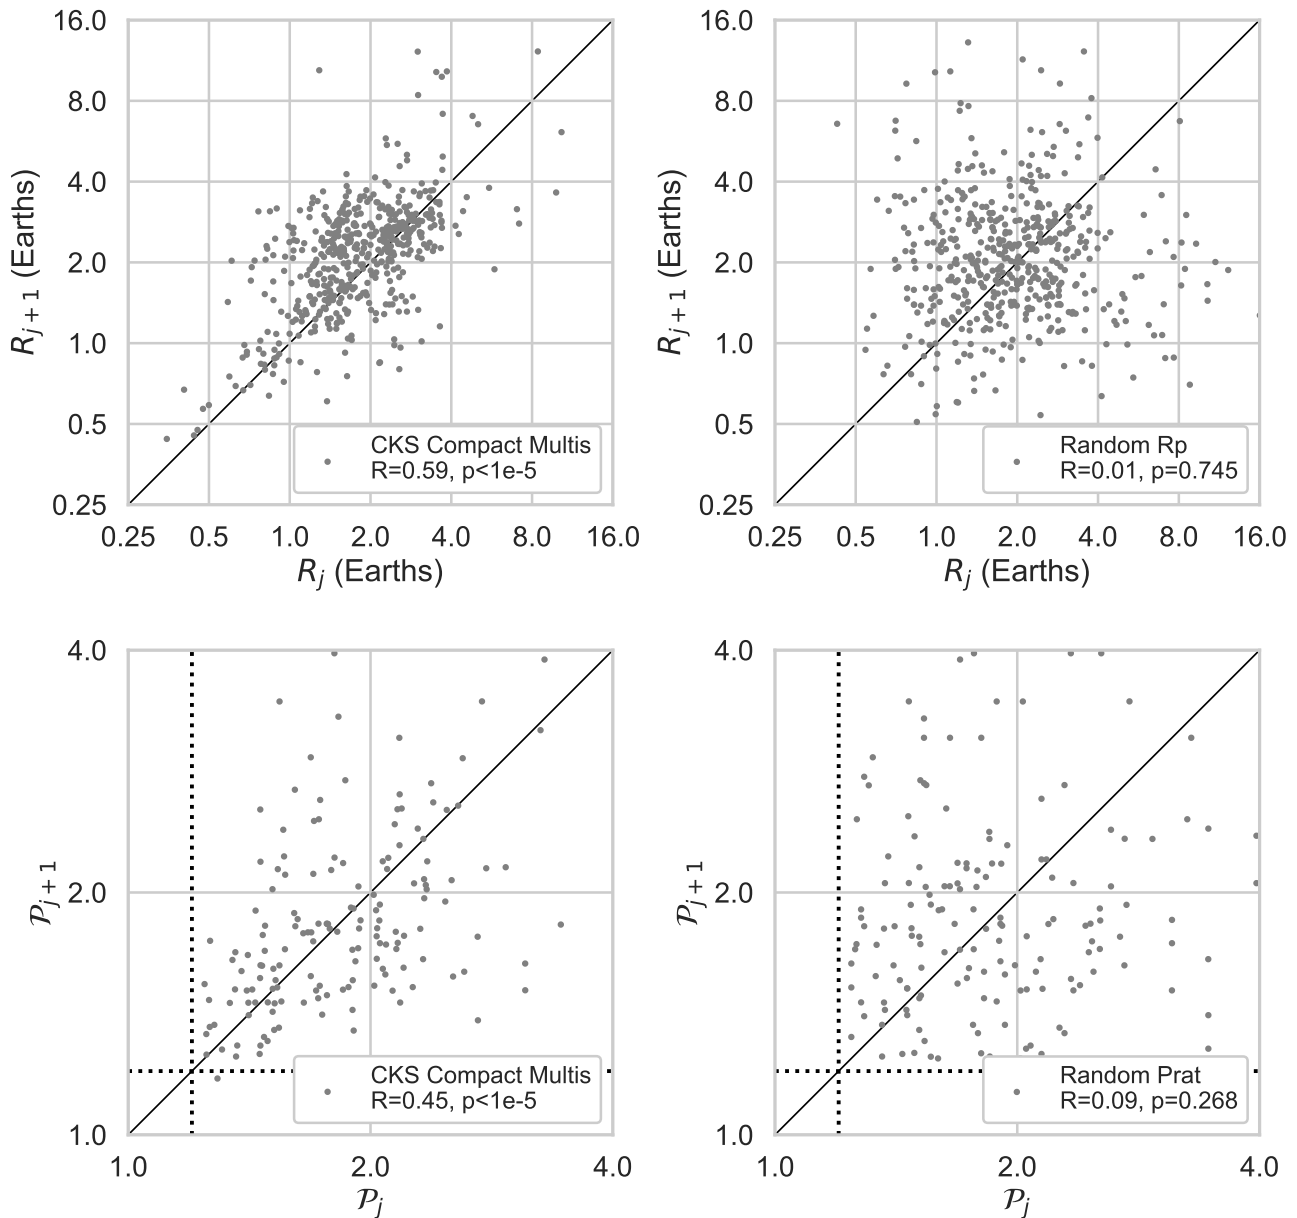 16.0
8.0
4.0
2.0
1.0
0.5
0.25
R_{j+1} (Earths)
CKS Compact Multis
R=0.59, p<1e-5
0.25 0.5 1.0 2.0 4.0 8.0 16.0
R_j (Earths)
16.0
8.0
4.0
2.0
1.0
0.5
0.25
R_{j+1} (Earths)
Random Rp
R=0.01, p=0.745
0.25 0.5 1.0 2.0 4.0 8.0 16.0
R_j (Earths)
4.0
2.0
1.0
𝒫_{j+1}
CKS Compact Multis
R=0.45, p<1e-5
1.0 2.0 4.0
𝒫_j
4.0
2.0
1.0
𝒫_{j+1}
Random Prat
R=0.09, p=0.268
1.0 2.0 4.0
𝒫_j